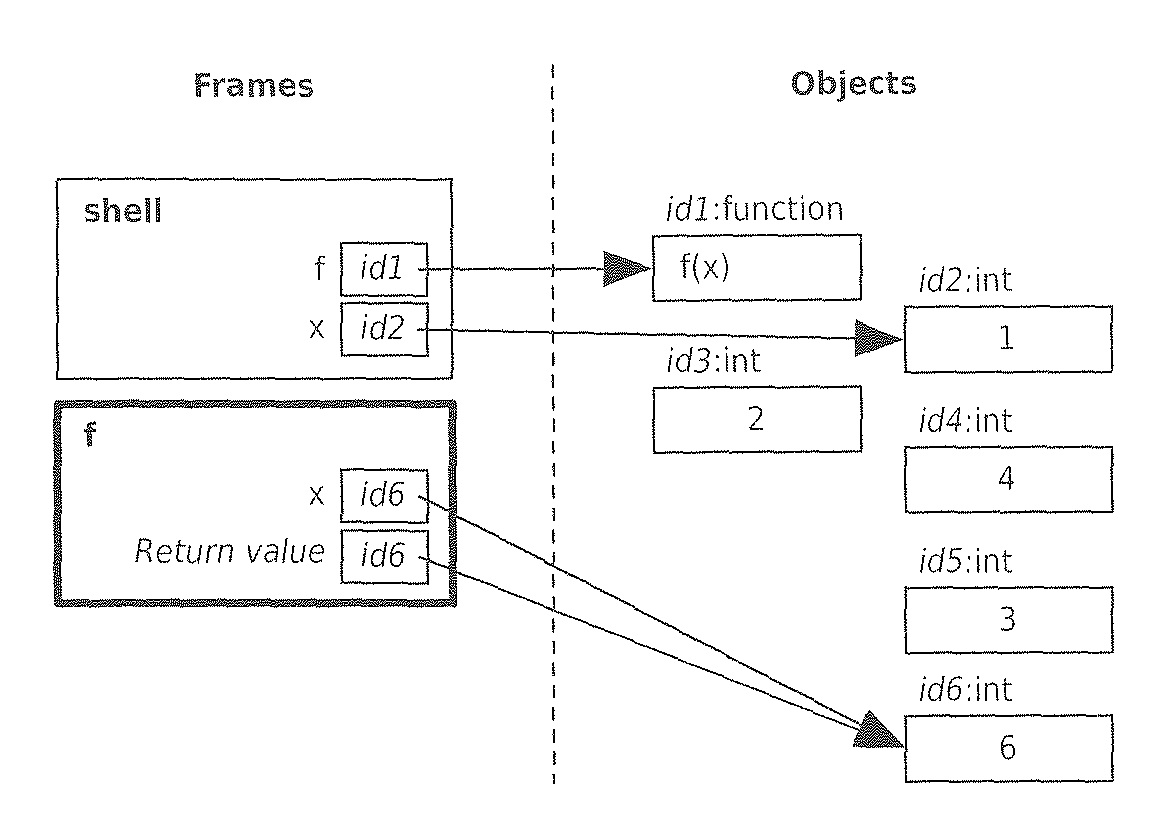 Frames
Objects
shell
f id1
x id2
id1:function
f(x)
id2:int
1
id3:int
2
id4:int
4
f
x id6
Return value id6
id5:int
3
id6:int
6